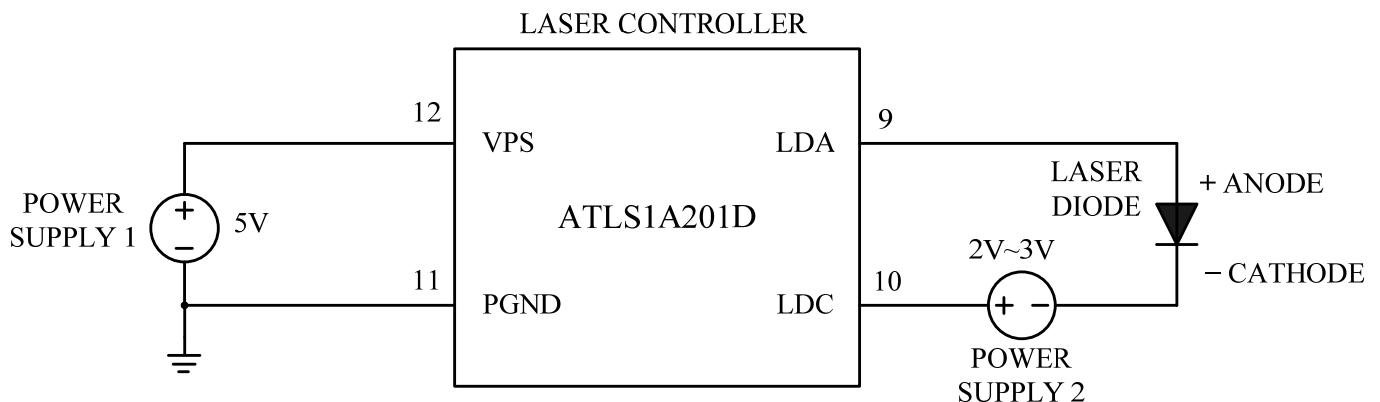 LASER CONTROLLER
12
VPS
LDA
9
POWER
SUPPLY 1
+
−
5V
ATLS1A201D
LASER
DIODE
+ ANODE
− CATHODE
11
PGND
LDC
10
2V~3V
+ −
POWER
SUPPLY 2